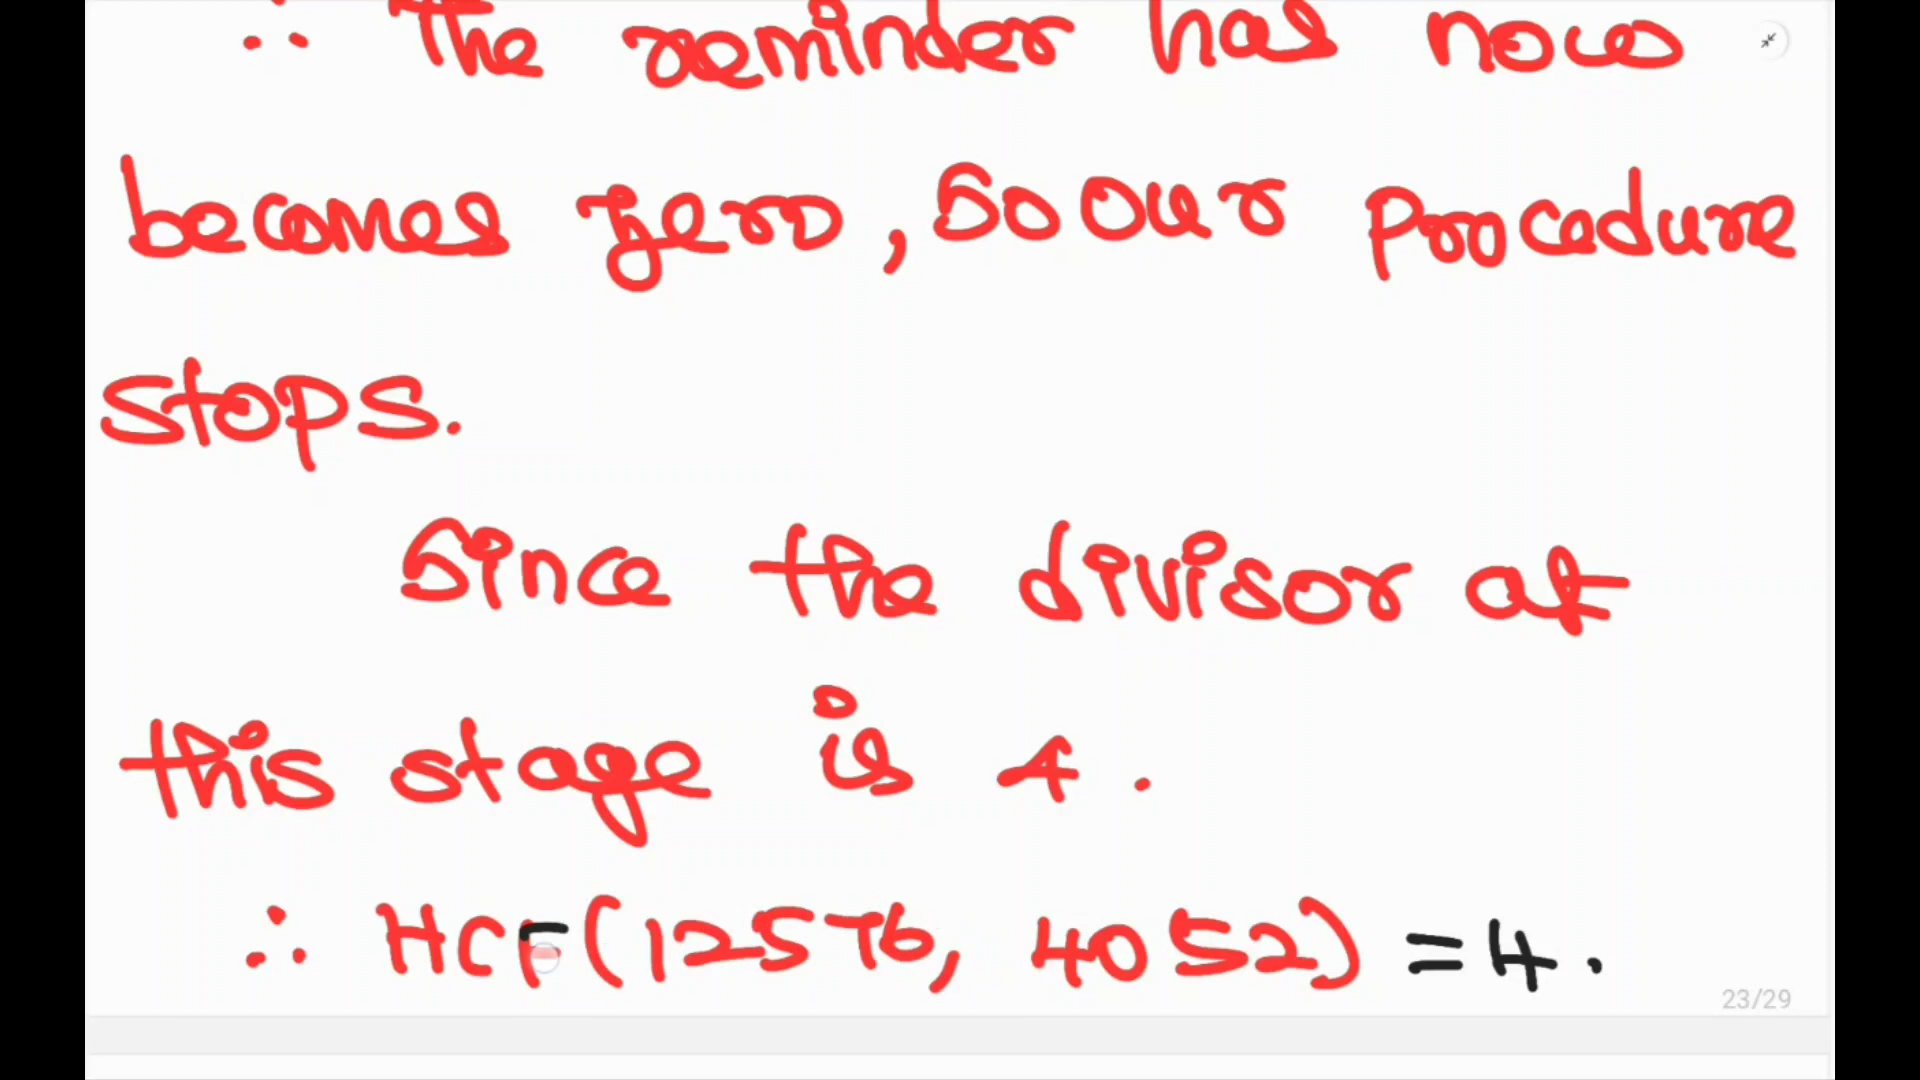 ∴ The reminder has now
becomes zero, so our procedure
stops.
Since the divisor at
this stage is 4.
∴ HCF(12576, 4052) = 4.
23/29